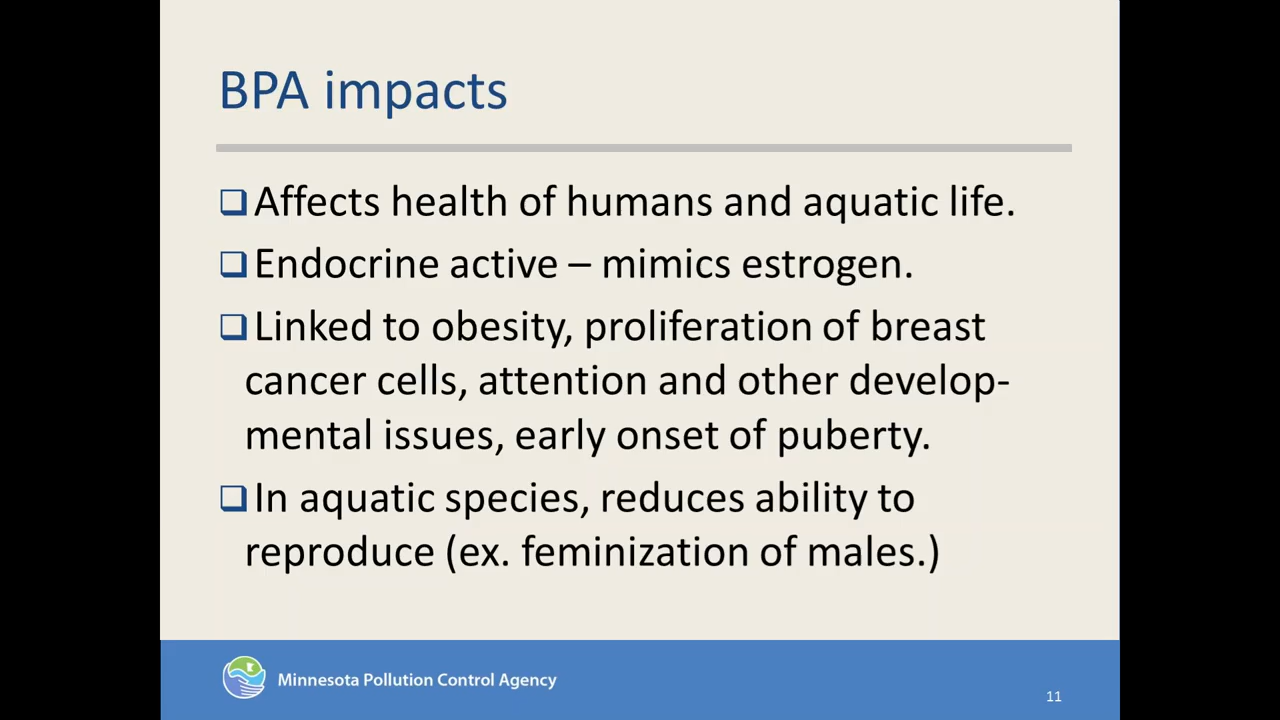 BPA impacts
Affects health of humans and aquatic life.
Endocrine active – mimics estrogen.
Linked to obesity, proliferation of breast
cancer cells, attention and other develop-
mental issues, early onset of puberty.
In aquatic species, reduces ability to
reproduce (ex. feminization of males.)
Minnesota Pollution Control Agency
11